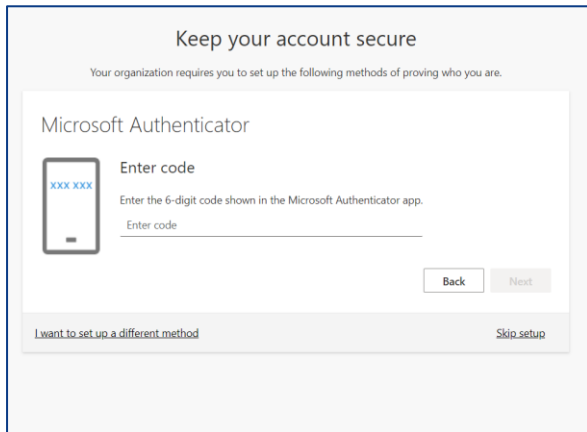 Keep your account secure
Your organization requires you to set up the following methods of proving who you are.
Microsoft Authenticator
Enter code
xxx xxx
Enter the 6-digit code shown in the Microsoft Authenticator app.
Enter code
Back Next
I want to set up a different method Skip setup